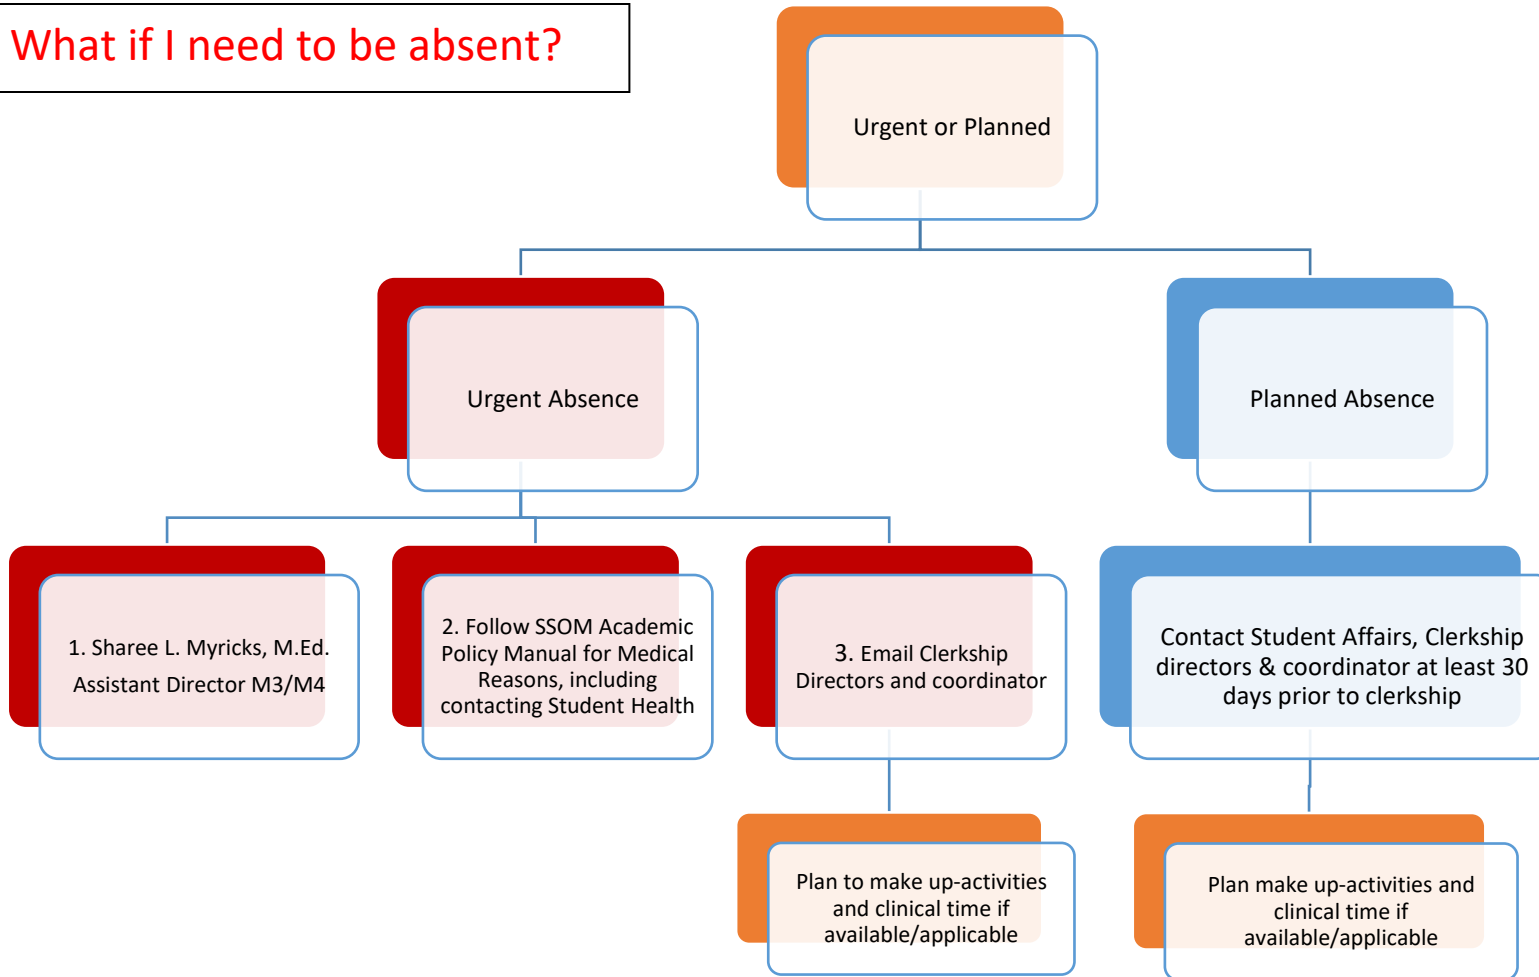 What if I need to be absent?
Urgent or Planned
Urgent Absence
Planned Absence
1. Sharee L. Myricks, M.Ed.
Assistant Director M3/M4
2. Follow SSOM Academic
Policy Manual for Medical
Reasons, including
contacting Student Health
3. Email Clerkship
Directors and coordinator
Contact Student Affairs, Clerkship
directors & coordinator at least 30
days prior to clerkship
Plan to make up-activities
and clinical time if
available/applicable
Plan make up-activities and
clinical time if
available/applicable